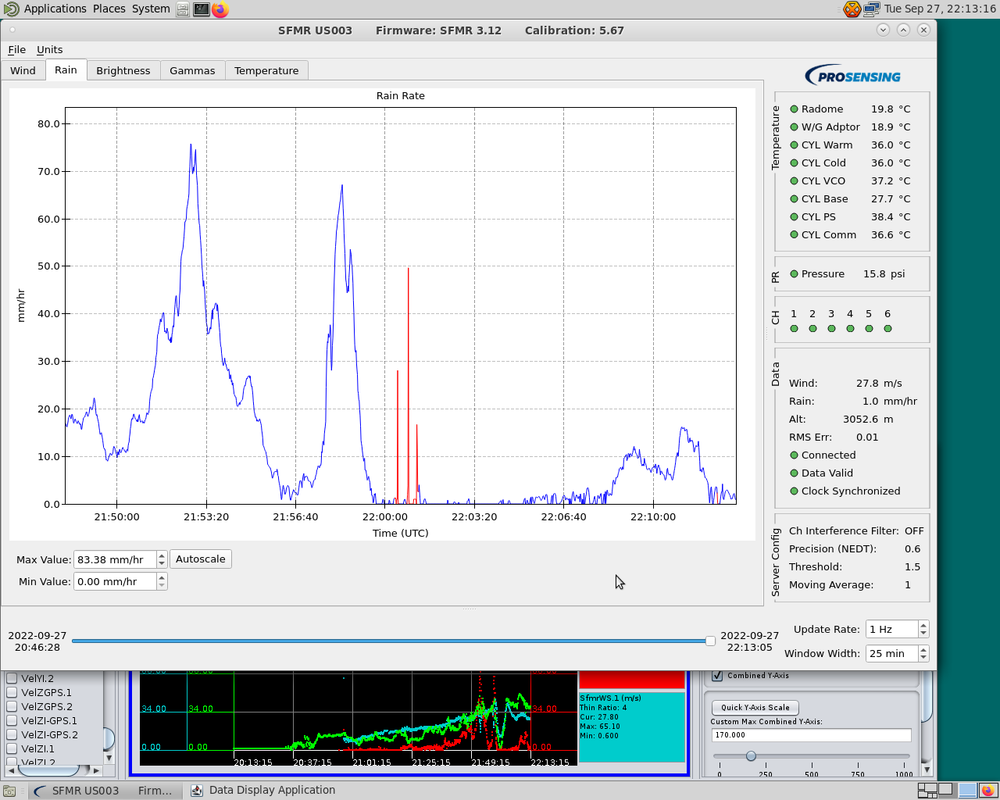 Applications Places System Tue Sep 27, 22:13:16
SFMR US003 Firmware: SFMR 3.12 Calibration: 5.67
File Units
Wind Rain Brightness Gammas Temperature
PROSENSING
Rain Rate
80.0
70.0
60.0
50.0
40.0
30.0
20.0
10.0
0.0
mm/hr
21:50:00 21:53:20 21:56:40 22:00:00 22:03:20 22:06:40 22:10:00
Time (UTC)
Max Value: 83.38 mm/hr Autoscale
Min Value: 0.00 mm/hr
Temperature
Radome 19.8 °C
W/G Adptor 18.9 °C
CYL Warm 36.0 °C
CYL Cold 36.0 °C
CYL VCO 37.2 °C
CYL Base 27.7 °C
CYL PS 38.4 °C
CYL Comm 36.6 °C
PR
Pressure 15.8 psi
CH
1 2 3 4 5 6
Data
Wind: 27.8 m/s
Rain: 1.0 mm/hr
Alt: 3052.6 m
RMS Err: 0.01
Connected
Data Valid
Clock Synchronized
Server Config
Ch Interference Filter: OFF
Precision (NEDT): 0.6
Threshold: 1.5
Moving Average: 1
2022-09-27
20:46:28
2022-09-27
22:13:05
Update Rate: 1 Hz
Window Width: 25 min
VelYI.2
VelZGPS.1
VelZGPS.2
VelZI-GPS.1
VelZI-GPS.2
VelZI.1
VelZI.2
34.00 34.00 34.00
0.00 0.00 0.00
20:13:15 20:37:15 21:01:15 21:25:15 21:49:15 22:13:15
SfmrWS.1 (m/s)
Thin Ratio: 4
Cur: 27.80
Max: 65.10
Min: 0.600
Combined Y-Axis
Quick Y-Axis Scale
Custom Max Combined Y-Axis:
170.000
0 250 500 750 1000
SFMR US003 Firm... Data Display Application